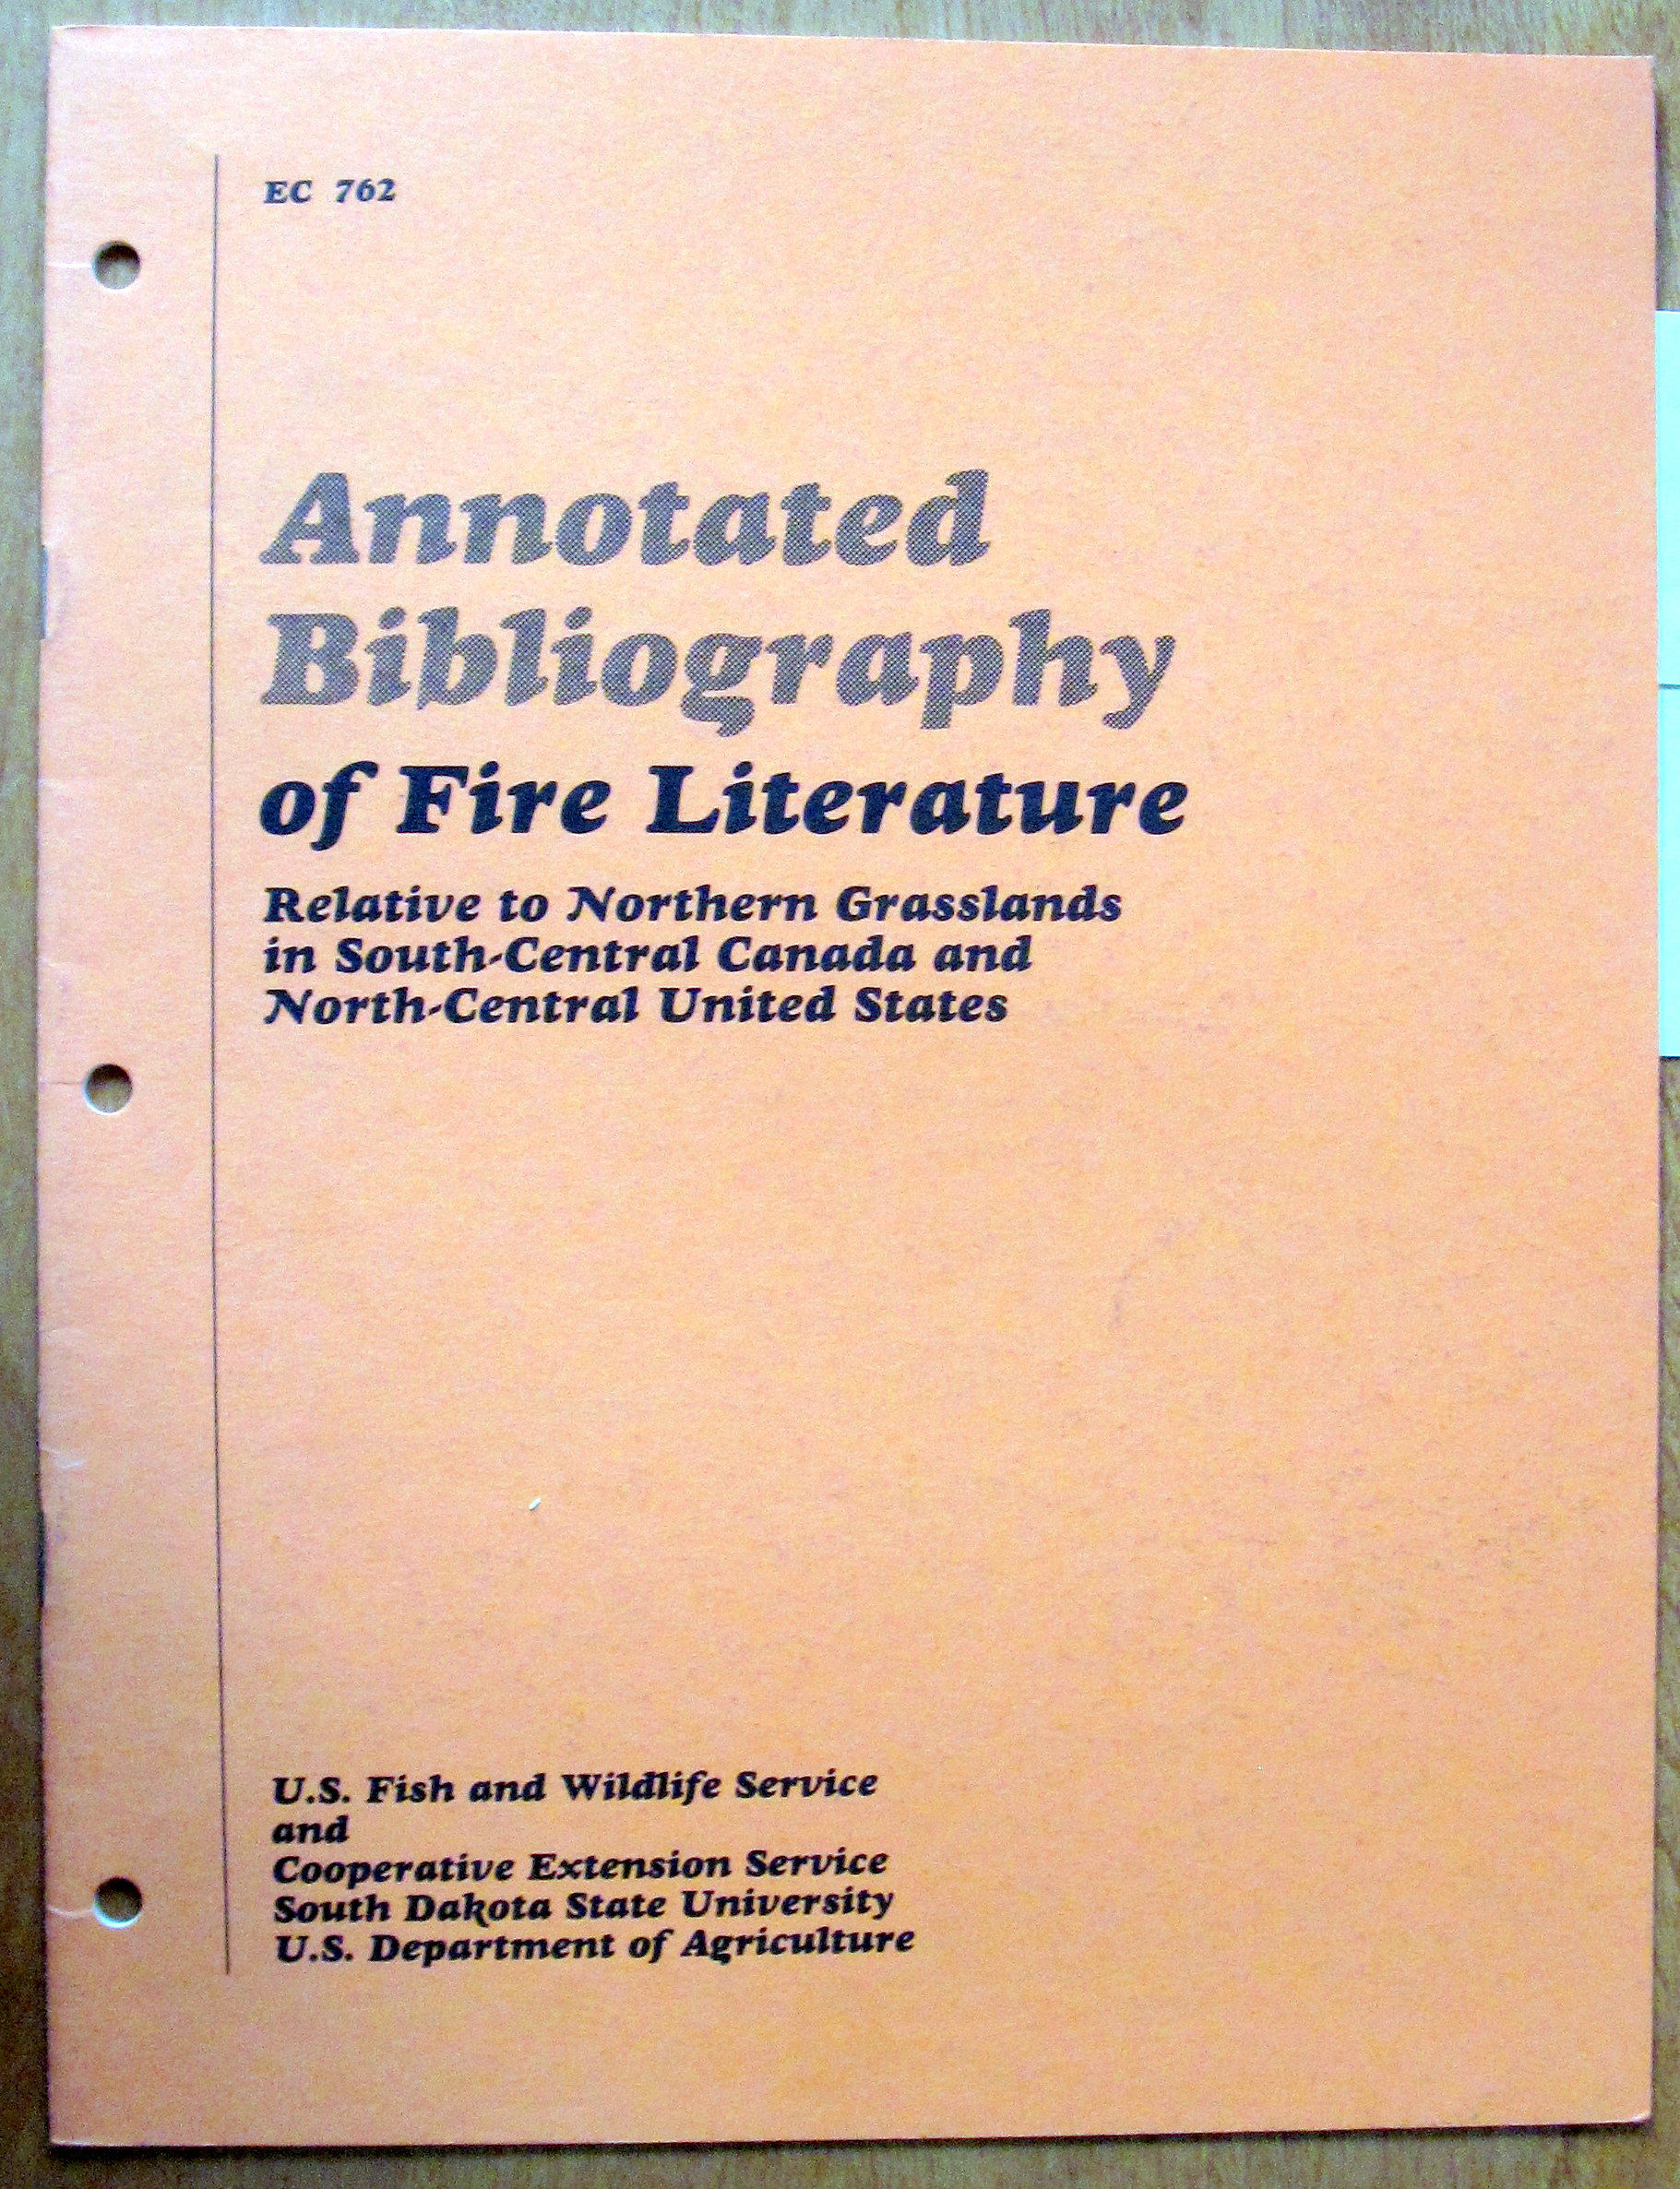 EC 762
Annotated
Bibliography
of Fire Literature
Relative to Northern Grasslands
in South-Central Canada and
North-Central United States
U.S. Fish and Wildlife Service
and
Cooperative Extension Service
South Dakota State University
U.S. Department of Agriculture